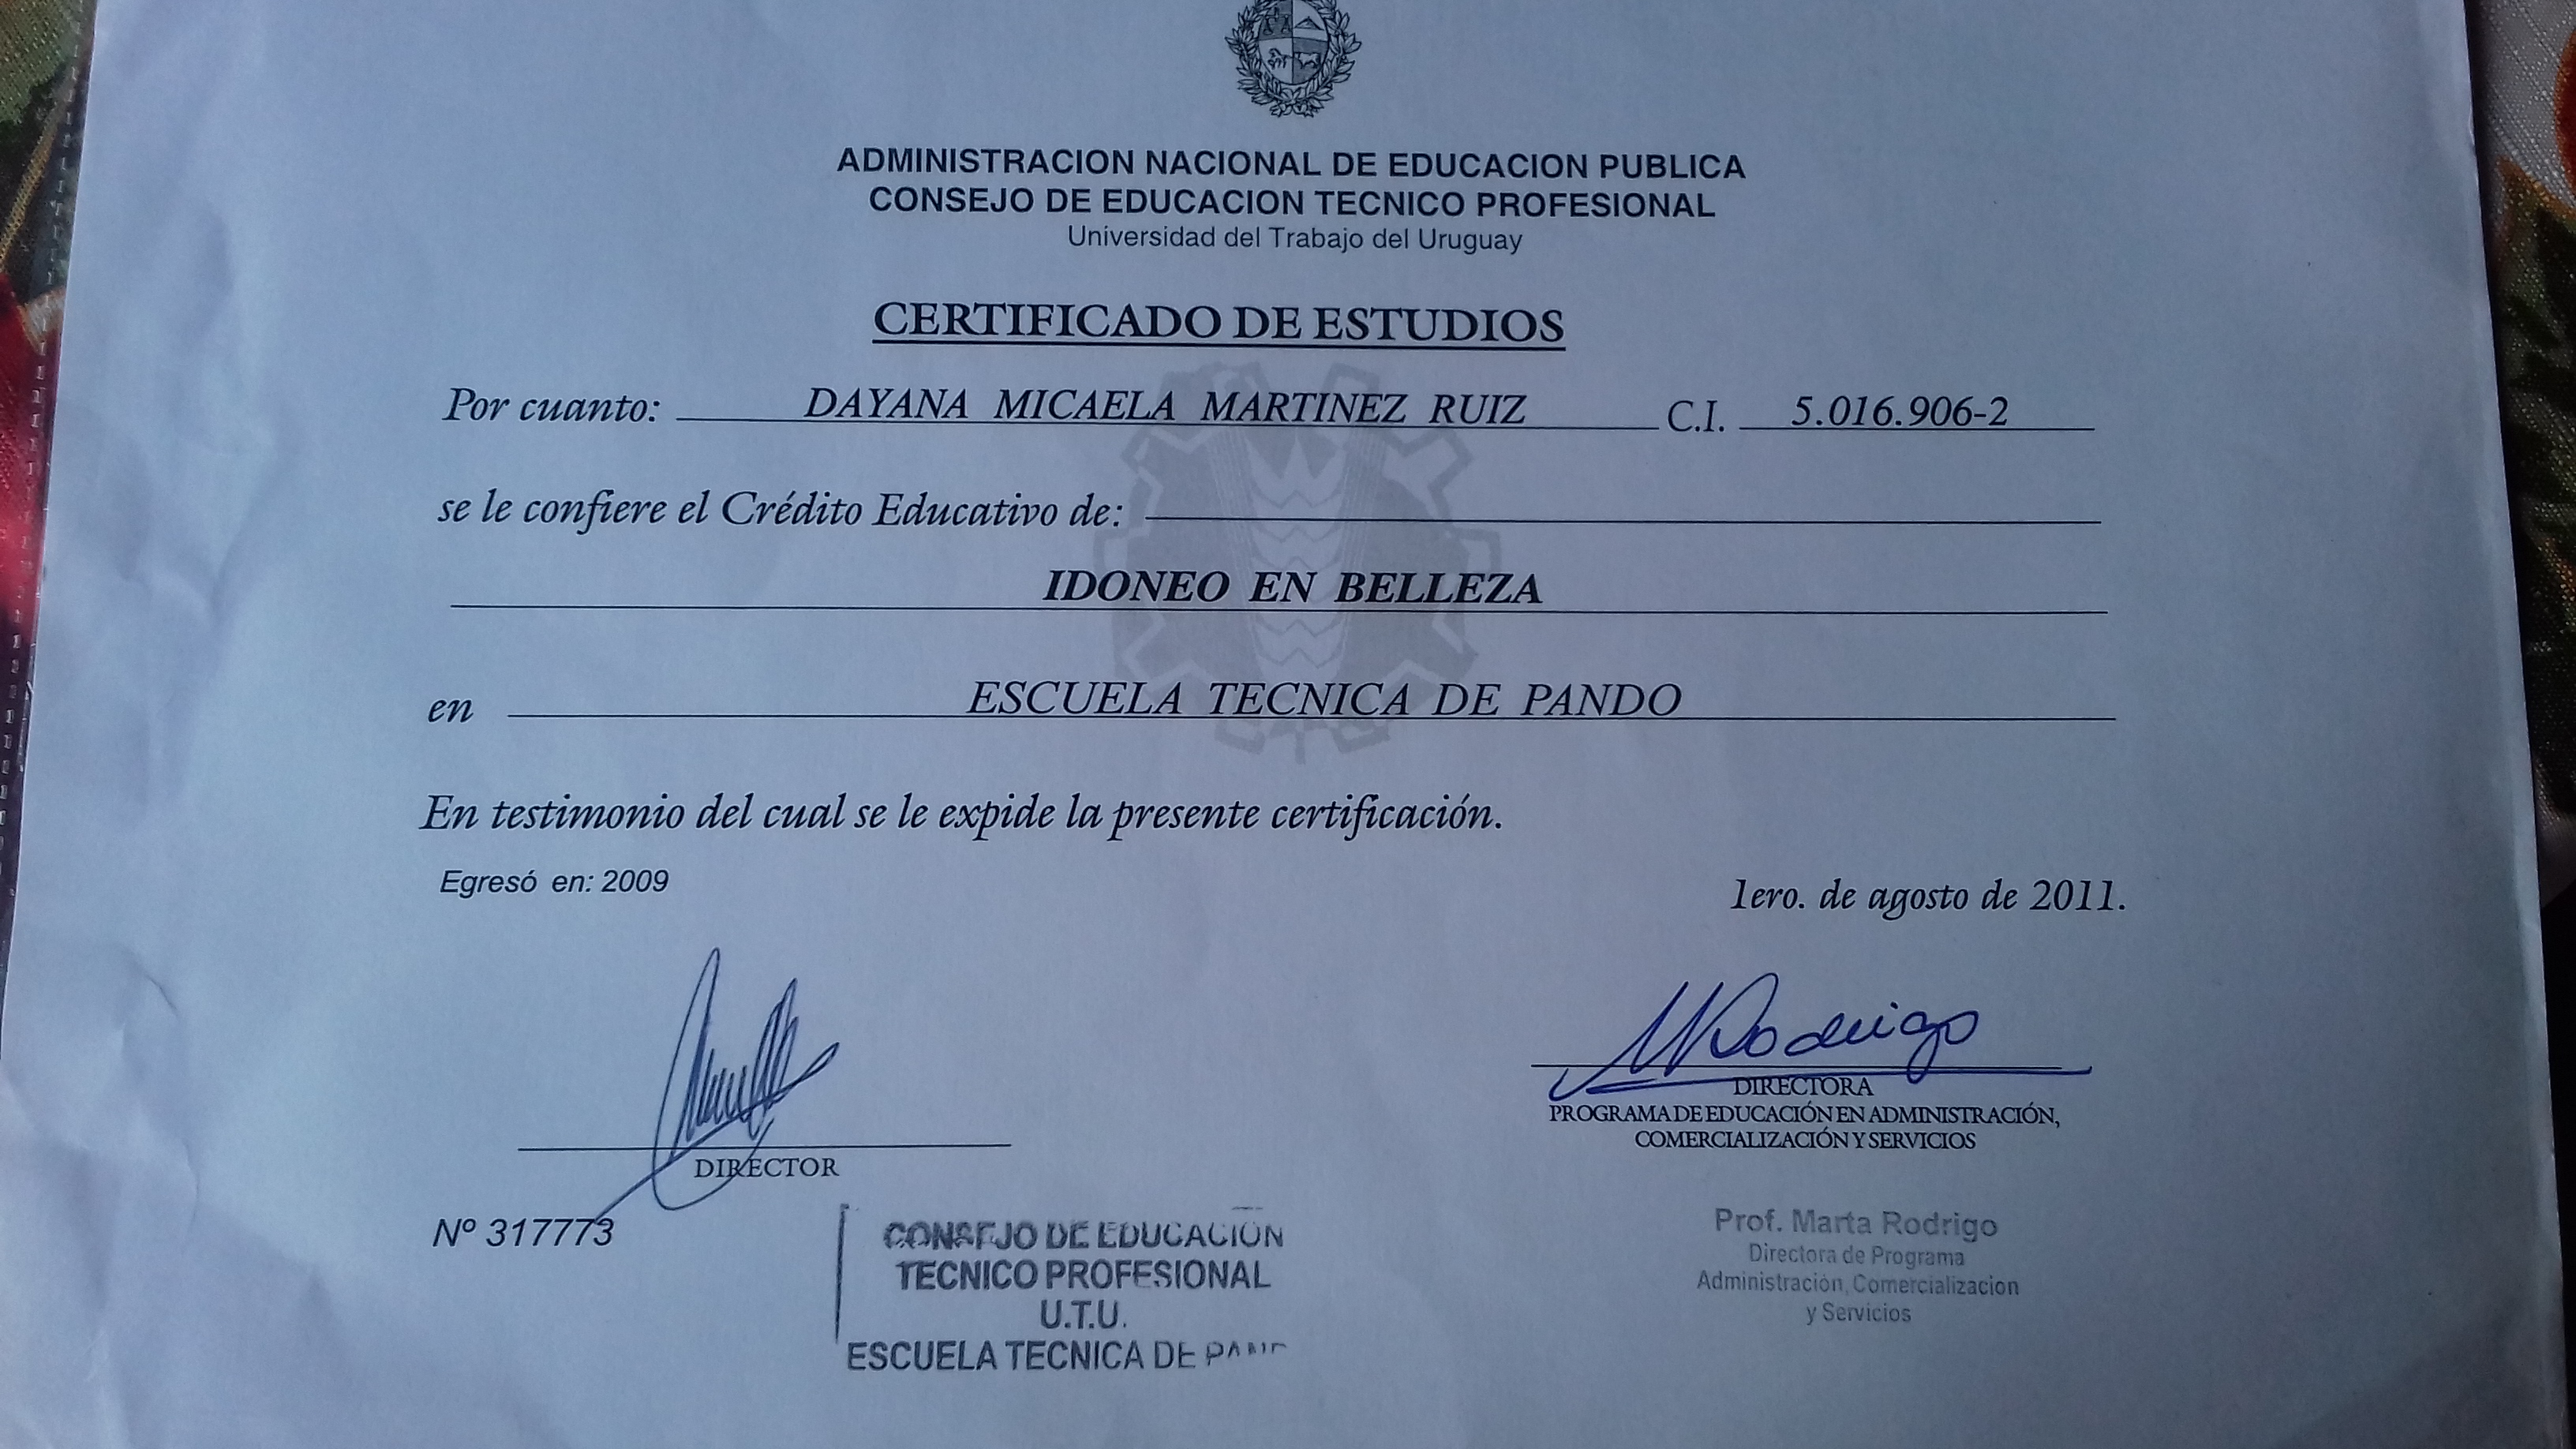 ADMINISTRACION NACIONAL DE EDUCACION PUBLICA
CONSEJO DE EDUCACION TECNICO PROFESIONAL
Universidad del Trabajo del Uruguay
CERTIFICADO DE ESTUDIOS
Por cuanto: DAYANA MICAELA MARTINEZ RUIZ C.I. 5.016.906-2
se le confiere el Crédito Educativo de:
IDONEO EN BELLEZA
en ESCUELA TECNICA DE PANDO
En testimonio del cual se le expide la presente certificación.
Egresó en: 2009
1ero. de agosto de 2011.
MRodrigo
DIRECTORA
PROGRAMA DE EDUCACIÓN EN ADMINISTRACIÓN,
COMERCIALIZACIÓN Y SERVICIOS
DIRECTOR
Nº 317773
CONSEJO DE EDUCACIÓN
TECNICO PROFESIONAL
U.T.U.
ESCUELA TECNICA DE
Prof. Marta Rodrigo
Directora de Programa
Administración, Comercializacion
y Servicios